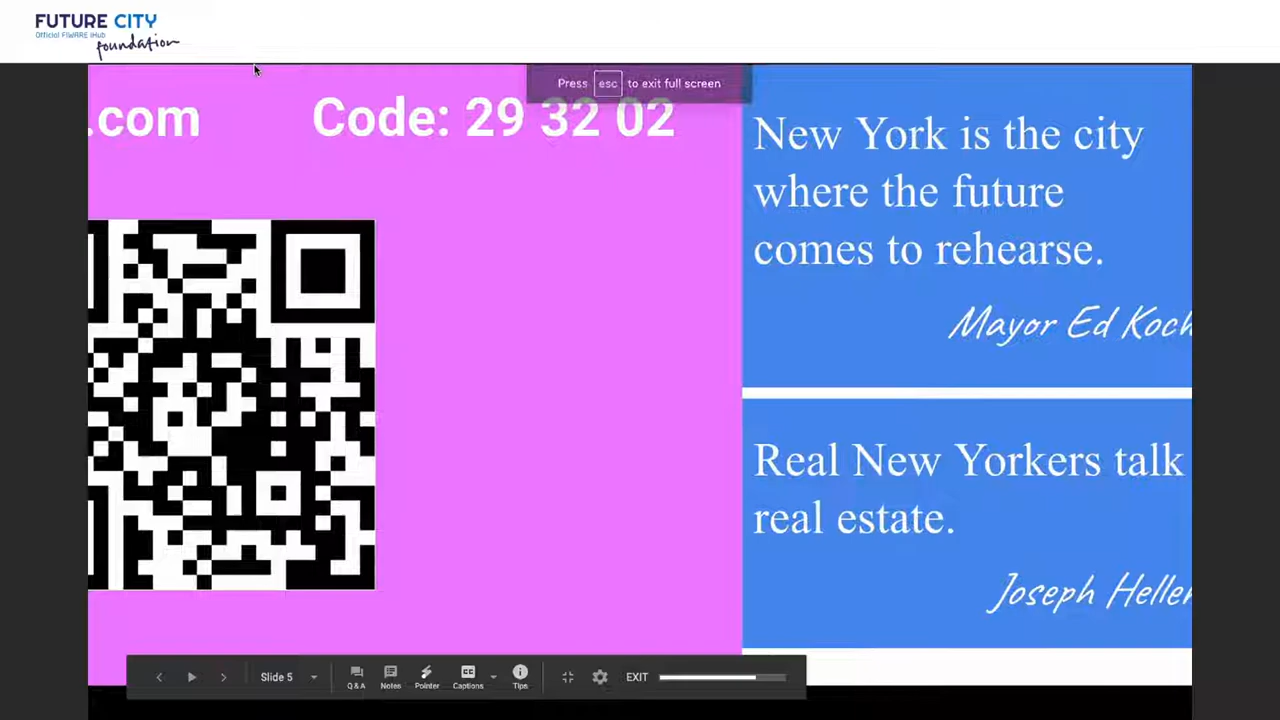 FUTURE CITY
Official FIWARE iHub
foundation
Press esc to exit full screen
.com
Code: 29 32 02
New York is the city
where the future
comes to rehearse.
Mayor Ed Koch
Real New Yorkers talk
real estate.
Joseph Heller
Slide 5
Q & A
Notes
Pointer
Captions
Tips
EXIT